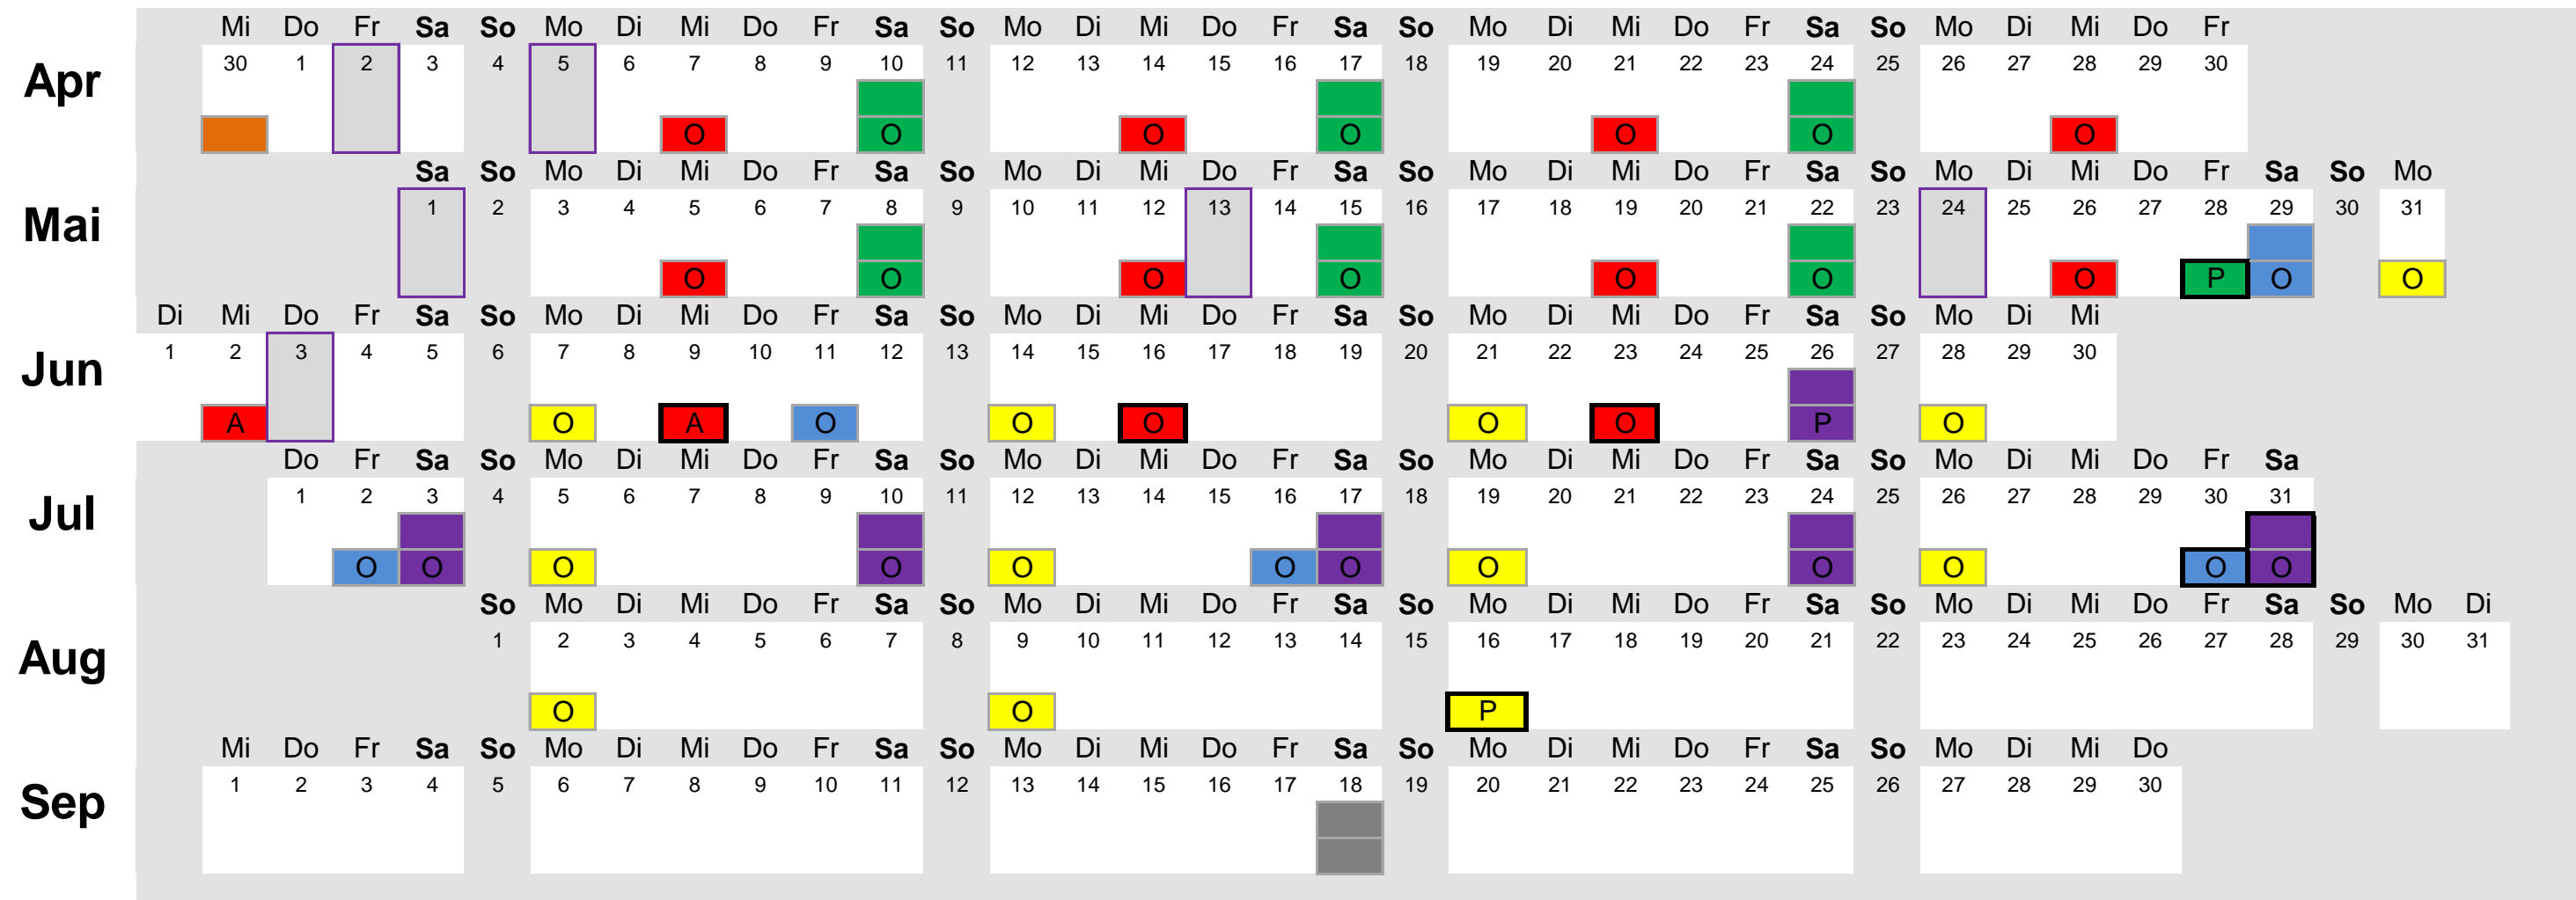 Mi Do Fr Sa So Mo Di Mi Do Fr Sa So Mo Di Mi Do Fr Sa So Mo Di Mi Do Fr Sa So Mo Di Mi Do Fr
Apr 30 1 2 3 4 5 6 7 8 9 10 11 12 13 14 15 16 17 18 19 20 21 22 23 24 25 26 27 28 29 30
O O O O O O O
Sa So Mo Di Mi Do Fr Sa So Mo Di Mi Do Fr Sa So Mo Di Mi Do Fr Sa So Mo Di Mi Do Fr Sa So Mo
Mai 1 2 3 4 5 6 7 8 9 10 11 12 13 14 15 16 17 18 19 20 21 22 23 24 25 26 27 28 29 30 31
O O O O O O O P O O
Di Mi Do Fr Sa So Mo Di Mi Do Fr Sa So Mo Di Mi Do Fr Sa So Mo Di Mi Do Fr Sa So Mo Di Mi
Jun 1 2 3 4 5 6 7 8 9 10 11 12 13 14 15 16 17 18 19 20 21 22 23 24 25 26 27 28 29 30
A O A O O O O O P O
Do Fr Sa So Mo Di Mi Do Fr Sa So Mo Di Mi Do Fr Sa So Mo Di Mi Do Fr Sa So Mo Di Mi Do Fr Sa
Jul 1 2 3 4 5 6 7 8 9 10 11 12 13 14 15 16 17 18 19 20 21 22 23 24 25 26 27 28 29 30 31
O O O O O O O O O O O O
So Mo Di Mi Do Fr Sa So Mo Di Mi Do Fr Sa So Mo Di Mi Do Fr Sa So Mo Di Mi Do Fr Sa So Mo Di
Aug 1 2 3 4 5 6 7 8 9 10 11 12 13 14 15 16 17 18 19 20 21 22 23 24 25 26 27 28 29 30 31
O O P
Mi Do Fr Sa So Mo Di Mi Do Fr Sa So Mo Di Mi Do Fr Sa So Mo Di Mi Do Fr Sa So Mo Di Mi Do
Sep 1 2 3 4 5 6 7 8 9 10 11 12 13 14 15 16 17 18 19 20 21 22 23 24 25 26 27 28 29 30